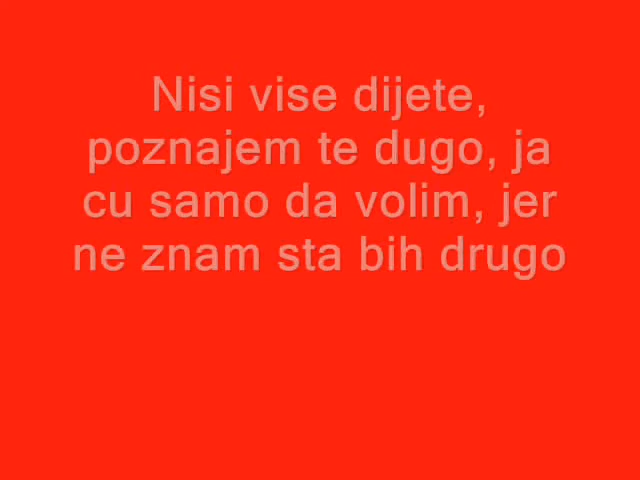 Nisi vise dijete,
poznajem te dugo, ja
cu samo da volim, jer
ne znam sta bih drugo